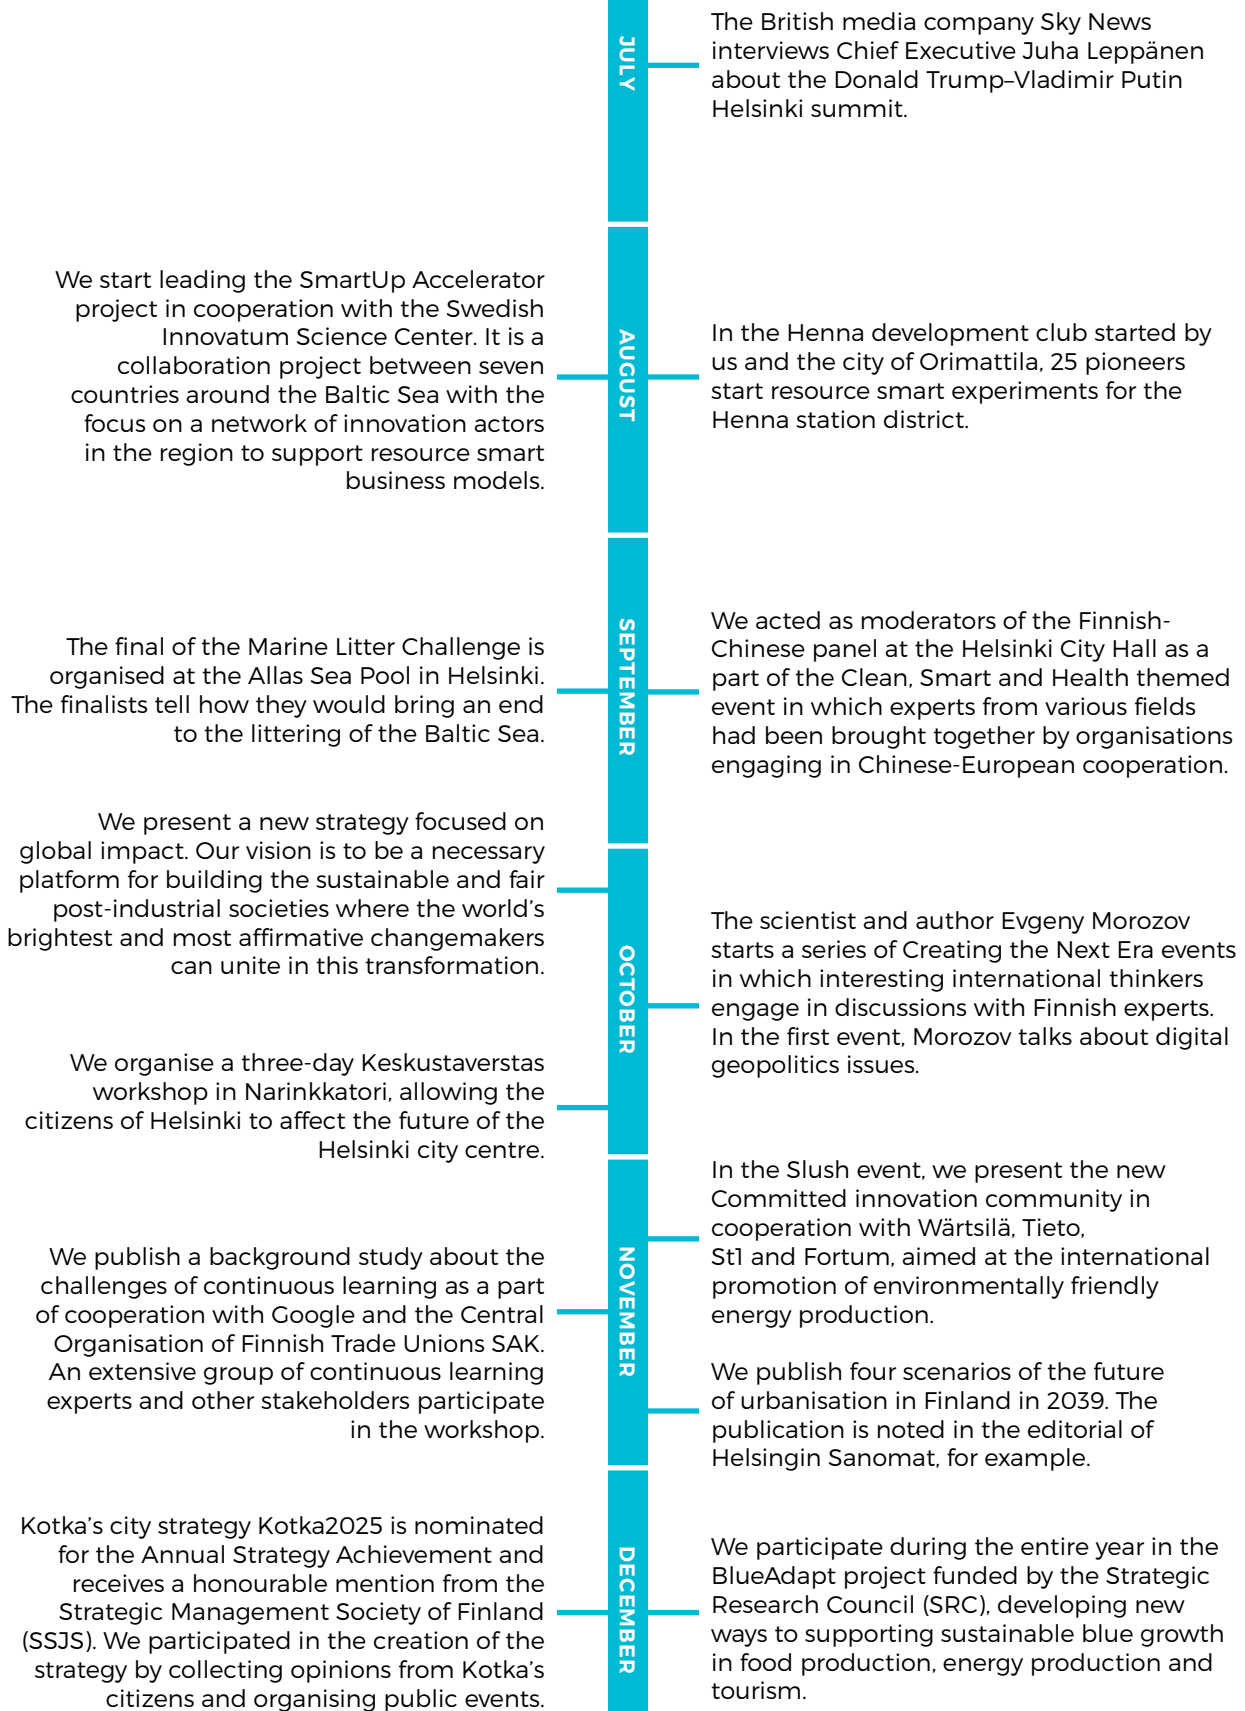 JULY
The British media company Sky News
interviews Chief Executive Juha Leppänen
about the Donald Trump–Vladimir Putin
Helsinki summit.
AUGUST
We start leading the SmartUp Accelerator
project in cooperation with the Swedish
Innovatum Science Center. It is a
collaboration project between seven
countries around the Baltic Sea with the
focus on a network of innovation actors
in the region to support resource smart
business models.
In the Henna development club started by
us and the city of Orimattila, 25 pioneers
start resource smart experiments for the
Henna station district.
SEPTEMBER
The final of the Marine Litter Challenge is
organised at the Allas Sea Pool in Helsinki.
The finalists tell how they would bring an end
to the littering of the Baltic Sea.
We acted as moderators of the Finnish-
Chinese panel at the Helsinki City Hall as a
part of the Clean, Smart and Health themed
event in which experts from various fields
had been brought together by organisations
engaging in Chinese-European cooperation.
OCTOBER
We present a new strategy focused on
global impact. Our vision is to be a necessary
platform for building the sustainable and fair
post-industrial societies where the world’s
brightest and most affirmative changemakers
can unite in this transformation.
The scientist and author Evgeny Morozov
starts a series of Creating the Next Era events
in which interesting international thinkers
engage in discussions with Finnish experts.
In the first event, Morozov talks about digital
geopolitics issues.
We organise a three-day Keskustaverstas
workshop in Narinkkatori, allowing the
citizens of Helsinki to affect the future of the
Helsinki city centre.
NOVEMBER
In the Slush event, we present the new
Committed innovation community in
cooperation with Wärtsilä, Tieto,
St1 and Fortum, aimed at the international
promotion of environmentally friendly
energy production.
We publish a background study about the
challenges of continuous learning as a part
of cooperation with Google and the Central
Organisation of Finnish Trade Unions SAK.
An extensive group of continuous learning
experts and other stakeholders participate
in the workshop.
We publish four scenarios of the future
of urbanisation in Finland in 2039. The
publication is noted in the editorial of
Helsingin Sanomat, for example.
DECEMBER
Kotka’s city strategy Kotka2025 is nominated
for the Annual Strategy Achievement and
receives a honourable mention from the
Strategic Management Society of Finland
(SSJS). We participated in the creation of the
strategy by collecting opinions from Kotka’s
citizens and organising public events.
We participate during the entire year in the
BlueAdapt project funded by the Strategic
Research Council (SRC), developing new
ways to supporting sustainable blue growth
in food production, energy production and
tourism.